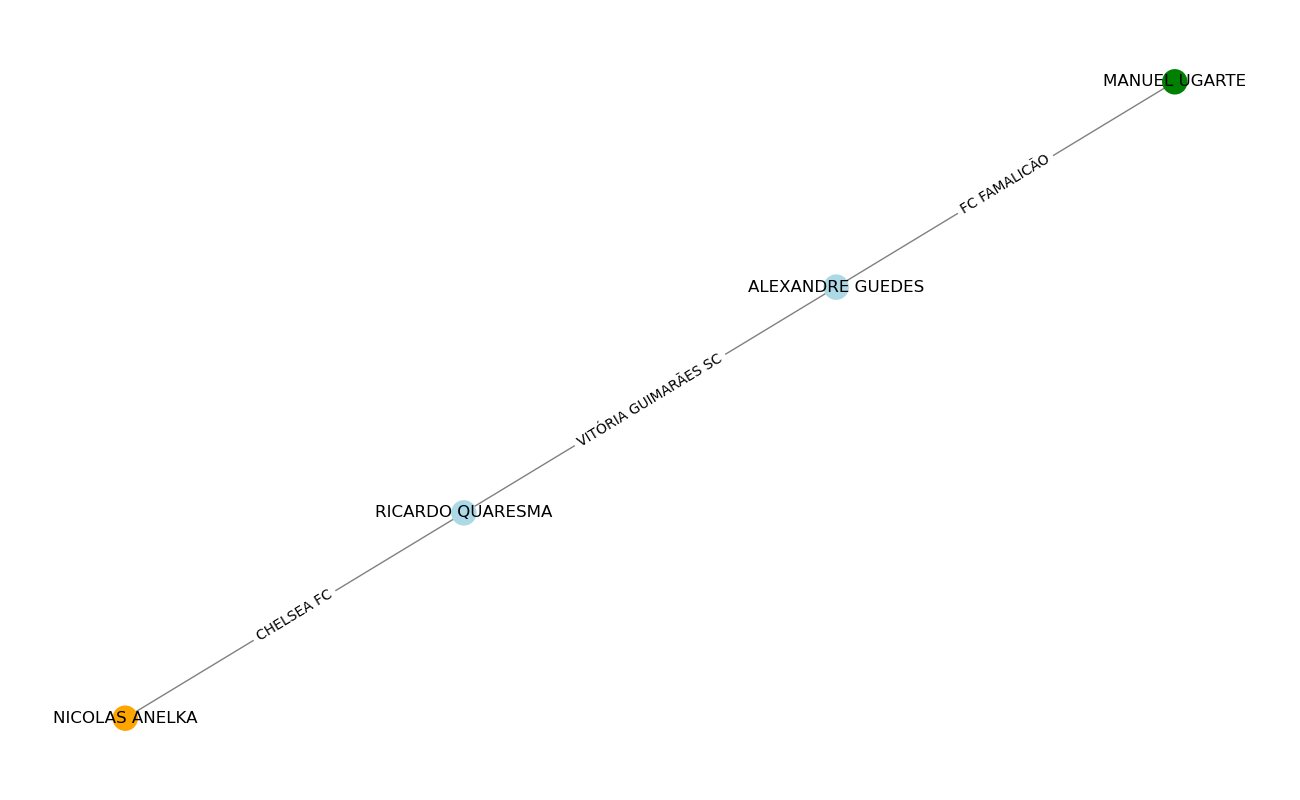 MANUEL UGARTE
FC FAMALICÃO
ALEXANDRE GUEDES
VITÓRIA GUIMARÃES SC
RICARDO QUARESMA
CHELSEA FC
NICOLAS ANELKA